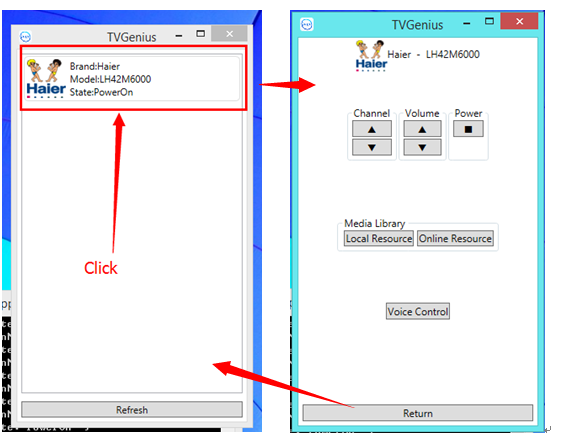 TVGenius
Brand:Haier
Model:LH42M6000
State:PowerOn
Haier
Click
Refresh
TVGenius
Haier
Haier - LH42M6000
Channel
Volume
Power
Media Library
Local Resource
Online Resource
Voice Control
Return